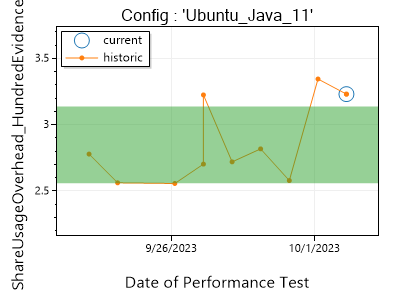 Config : 'Ubuntu_Java_11'
current
historic
3.5
3
2.5
9/26/2023
10/1/2023
Date of Performance Test
ShareUsageOverhead_HundredEvidence